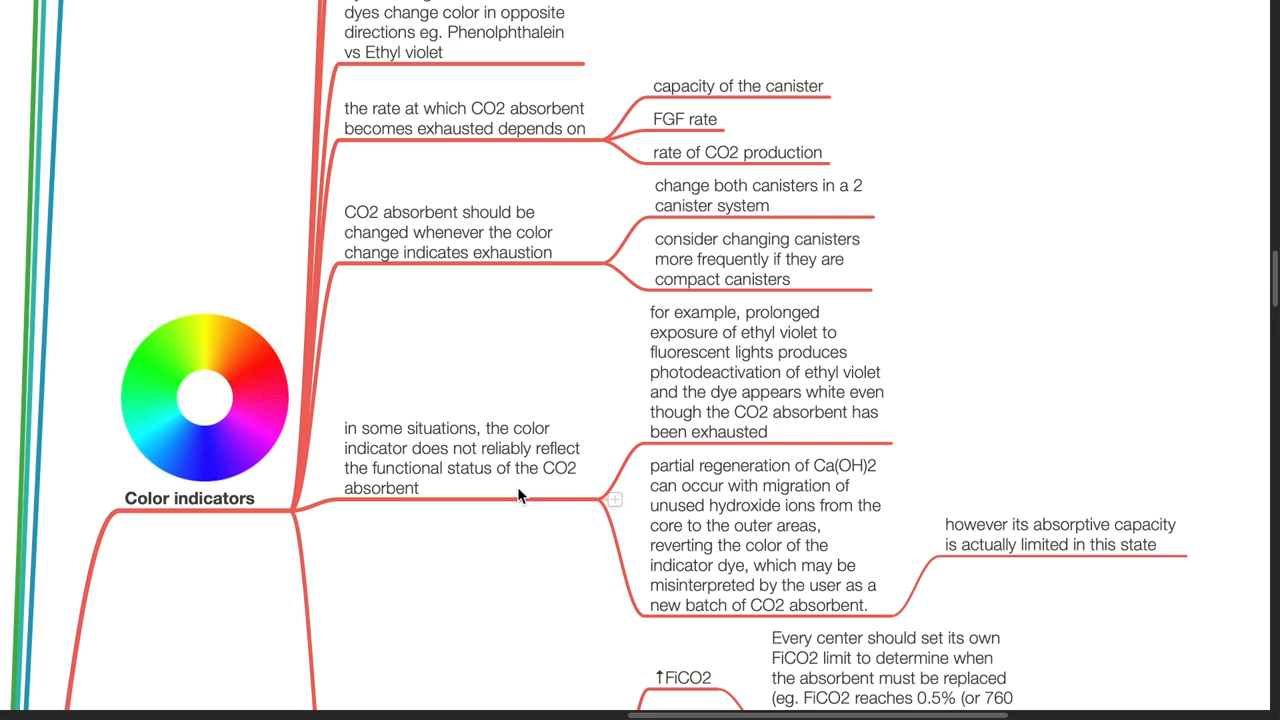 dyes change color in opposite
directions eg. Phenolphthalein
vs Ethyl violet
the rate at which CO2 absorbent
becomes exhausted depends on
capacity of the canister
FGF rate
rate of CO2 production
CO2 absorbent should be
changed whenever the color
change indicates exhaustion
change both canisters in a 2
canister system
consider changing canisters
more frequently if they are
compact canisters
Color indicators
in some situations, the color
indicator does not reliably reflect
the functional status of the CO2
absorbent
for example, prolonged
exposure of ethyl violet to
fluorescent lights produces
photodeactivation of ethyl violet
and the dye appears white even
though the CO2 absorbent has
been exhausted
partial regeneration of Ca(OH)2
can occur with migration of
unused hydroxide ions from the
core to the outer areas,
reverting the color of the
indicator dye, which may be
misinterpreted by the user as a
new batch of CO2 absorbent.
however its absorptive capacity
is actually limited in this state
↑FiCO2
Every center should set its own
FiCO2 limit to determine when
the absorbent must be replaced
(eg. FiCO2 reaches 0.5% (or 760